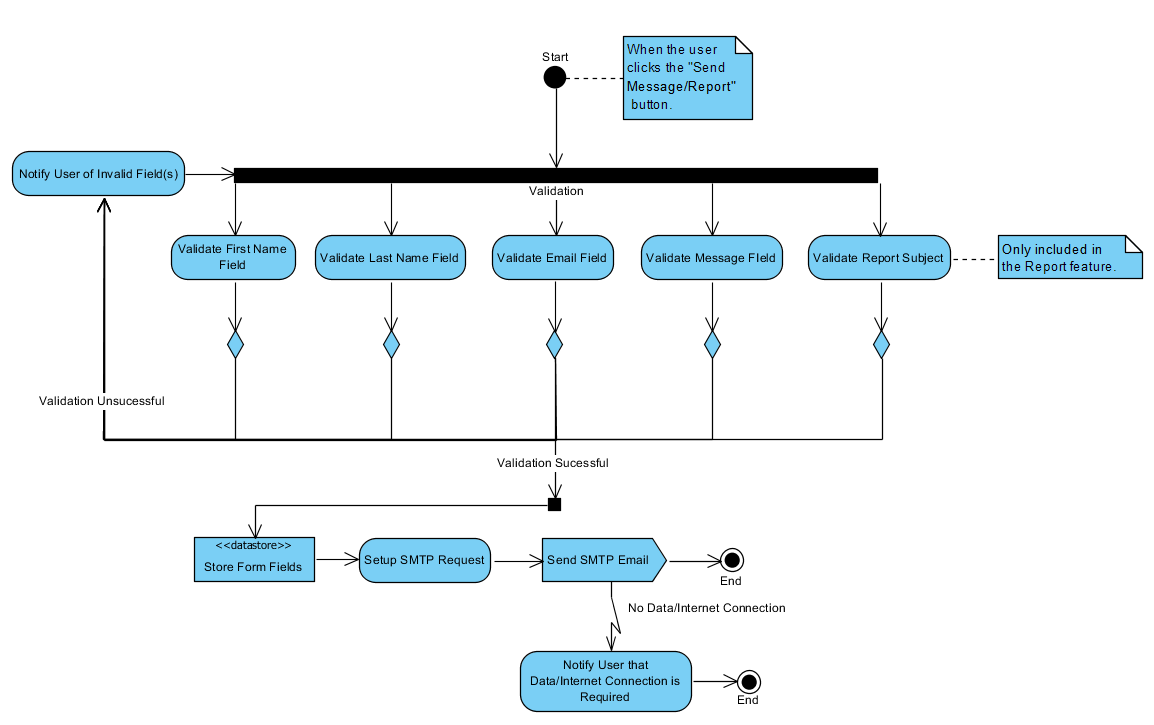 Start
When the user
clicks the "Send
Message/Report"
button.
Notify User of Invalid Field(s)
Validation
Validate First Name
Field
Validate Last Name Field
Validate Email Field
Validate Message FIeld
Validate Report Subject
Only included in
the Report feature.
Validation Unsucessful
Validation Sucessful
<<datastore>>
Store Form Fields
Setup SMTP Request
Send SMTP Email
End
No Data/Internet Connection
Notify User that
Data/Internet Connection is
Required
End